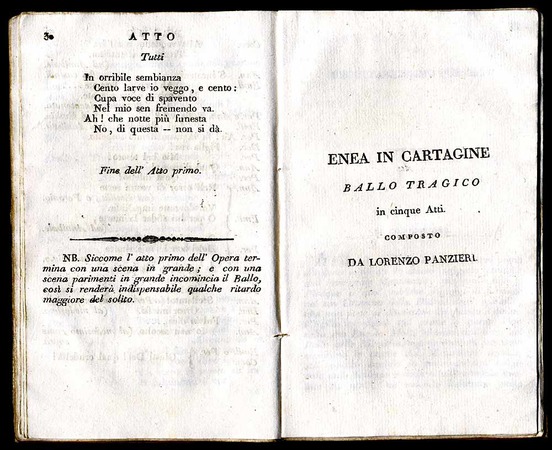 ATTO
Tutti
In orribile sembianza
Cento larve io veggo, e cento:
Cupa voce di spavento
Nel mio sen fremendo va.
Ah! che notte più funesta
No, di questa -- non si dà.
Fine dell' Atto primo.
NB. Siccome l' atto primo dell' Opera ter-
mina con una scena in grande; e con una
scena parimenti in grande incomincia il Ballo,
così si renderà indispensabile qualche ritardo
maggiore del solito.
ENEA IN CARTAGINE
BALLO TRAGICO
in cinque Atti.
COMPOSTO
DA LORENZO PANZIERI.